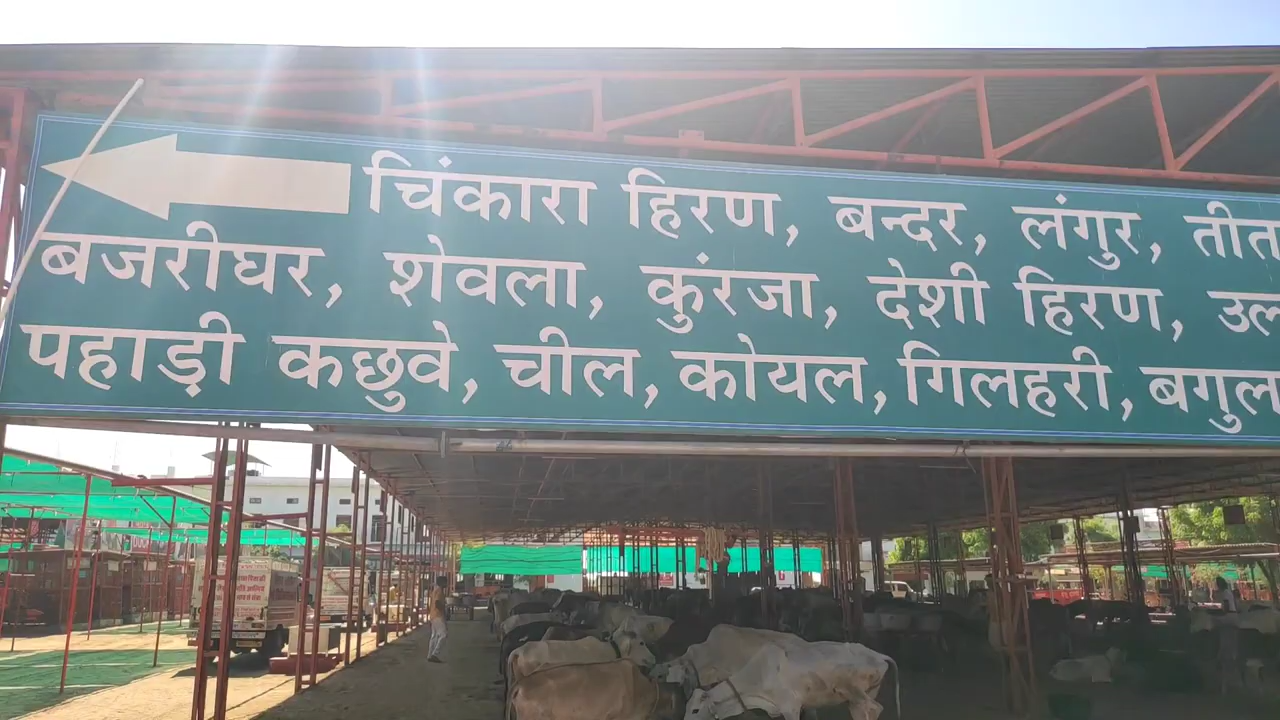 चिंकारा हिरण, बन्दर, लंगुर,
बजरीघर, शेवला, कुंरजा, देशी हिरण,
पहाड़ी कछुवे, चील, कोयल, गिलहरी,